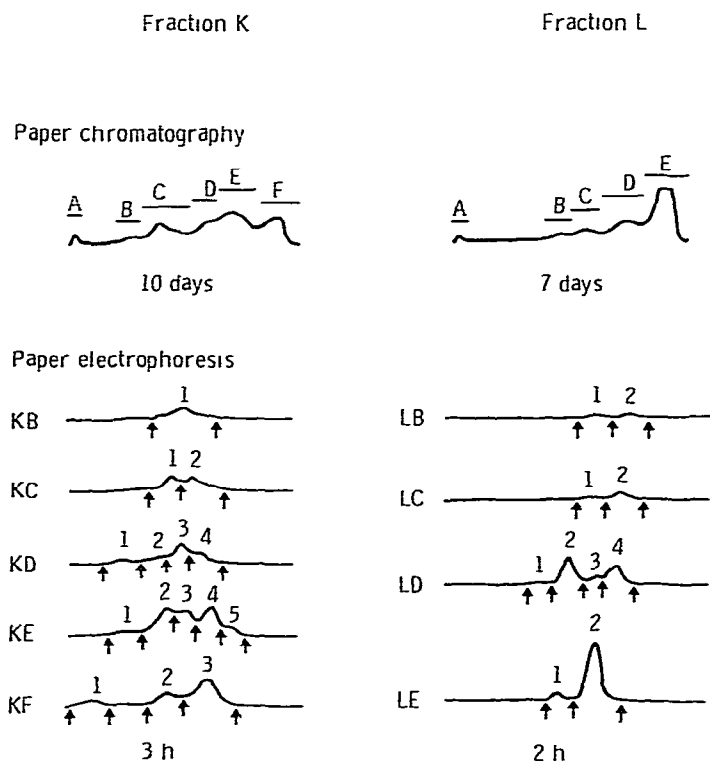 Fraction K Fraction L
Paper chromatography
A B C D E F
A B C D E
10 days 7 days
Paper electrophoresis
KB 1
LB 1 2
KC 1 2
LC 1 2
KD 1 2 3 4
LD 1 2 3 4
KE 1 2 3 4 5
KF 1 2 3
LE 1 2
3 h 2 h